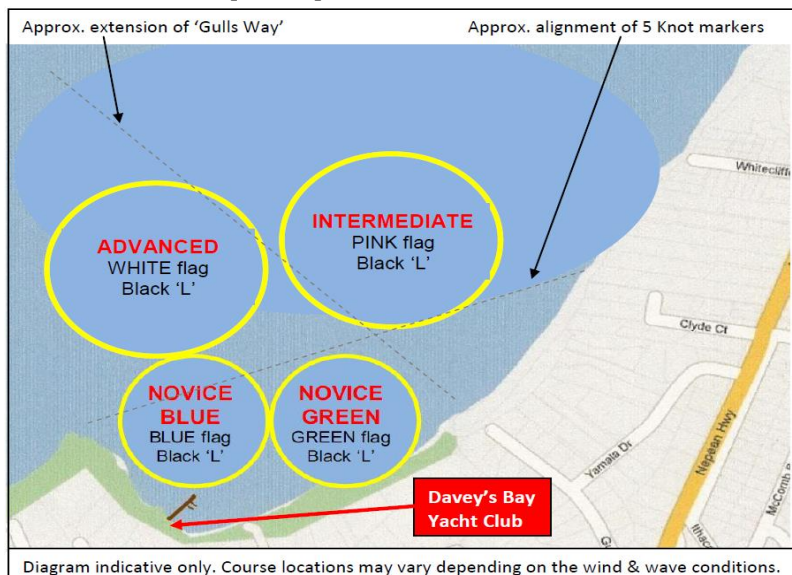 Approx. extension of ‘Gulls Way’
Approx. alignment of 5 Knot markers
Whitecliffe
ADVANCED
WHITE flag
Black ‘L’
INTERMEDIATE
PINK flag
Black ‘L’
Clyde Ct
NOVICE
BLUE
BLUE flag
Black ‘L’
NOVICE
GREEN
GREEN flag
Black ‘L’
Yamala Dr
Nepean Hwy
McComb
Davey’s Bay
Yacht Club
Diagram indicative only. Course locations may vary depending on the wind & wave conditions.